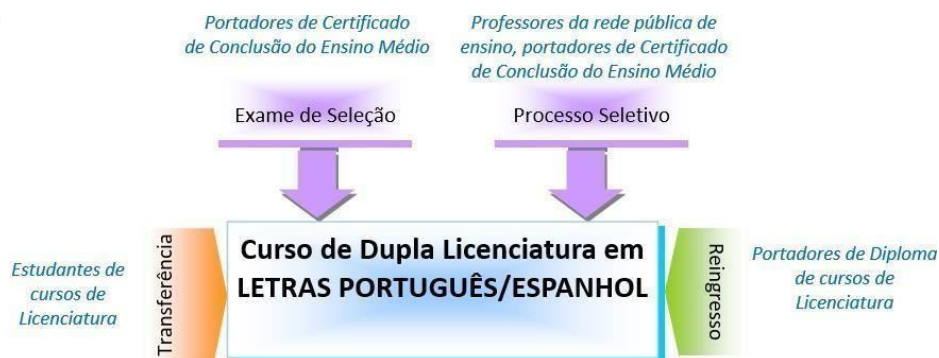 Portadores de Certificado
de Conclusão do Ensino Médio
Professores da rede pública de
ensino, portadores de Certificado
de Conclusão do Ensino Médio
Exame de Seleção
Processo Seletivo
Transferência
Curso de Dupla Licenciatura em
LETRAS PORTUGUÊS/ESPANHOL
Reingresso
Estudantes de
cursos de
Licenciatura
Portadores de Diploma
de cursos de
Licenciatura